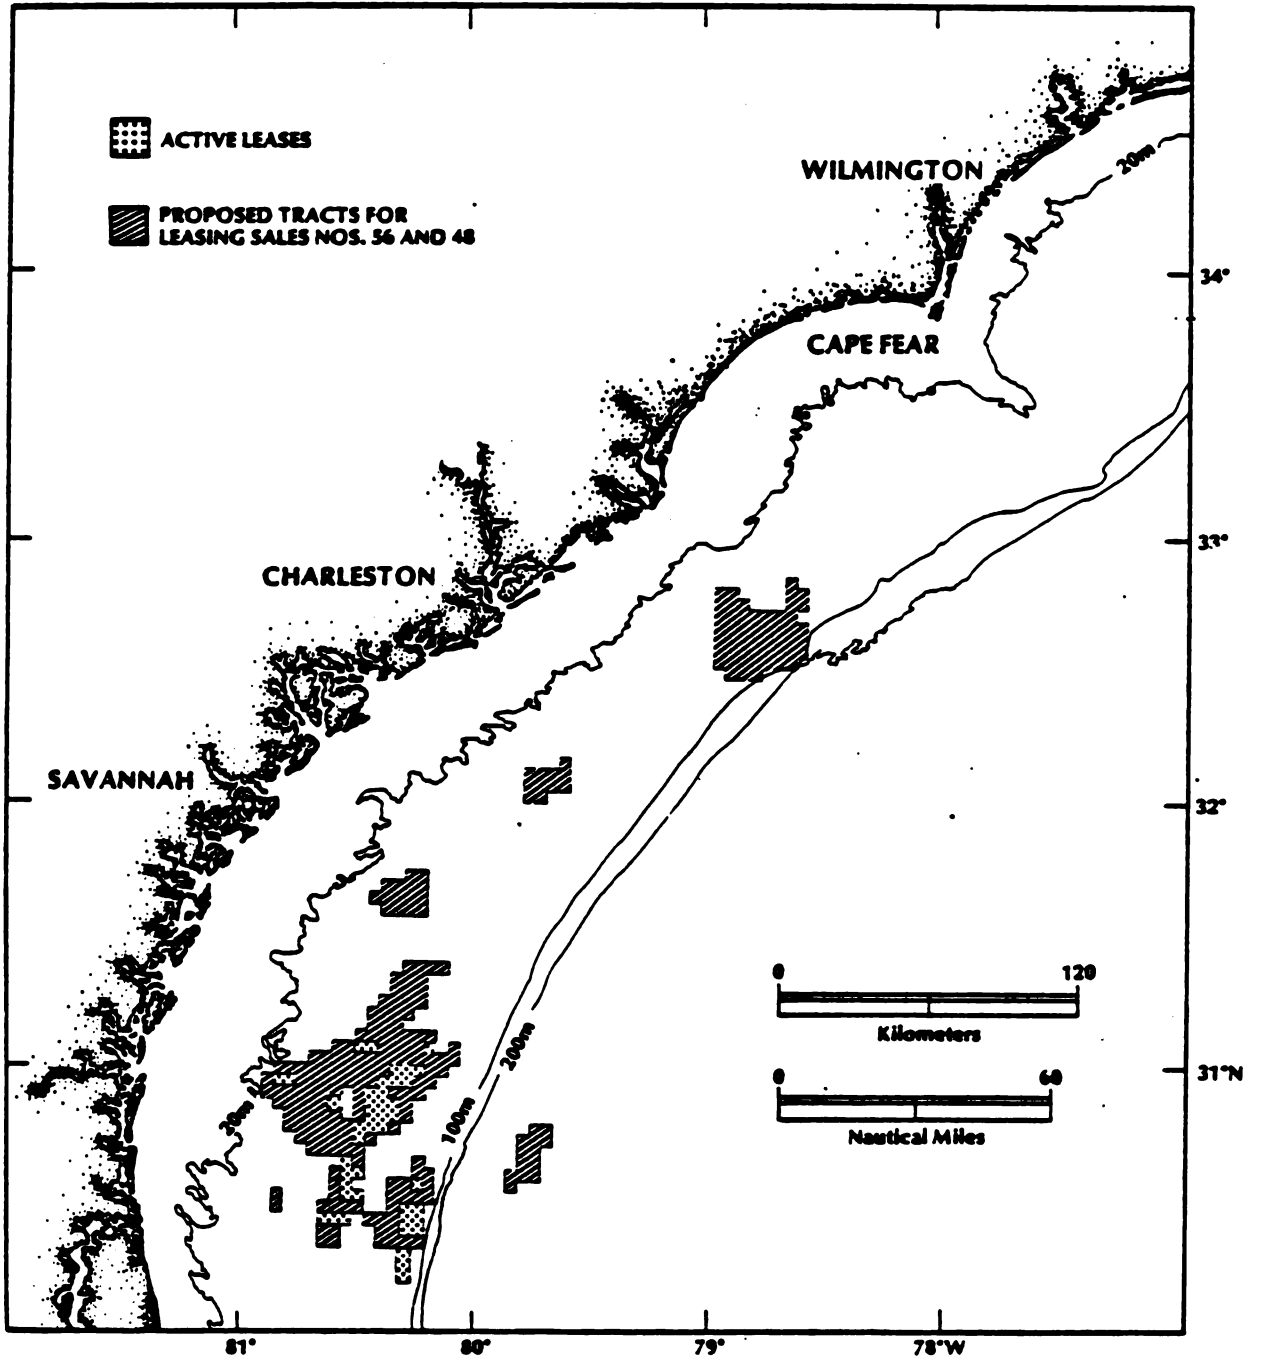 ACTIVE LEASES
PROPOSED TRACTS FOR
LEASING SALES NOS. 56 AND 48
20m
WILMINGTON
34°
CAPE FEAR
33°
CHARLESTON
SAVANNAH
32°
0 120
Kilometers
200m
31°N
0 60
20m
100m
Nautical Miles
81° 80° 79° 78°W